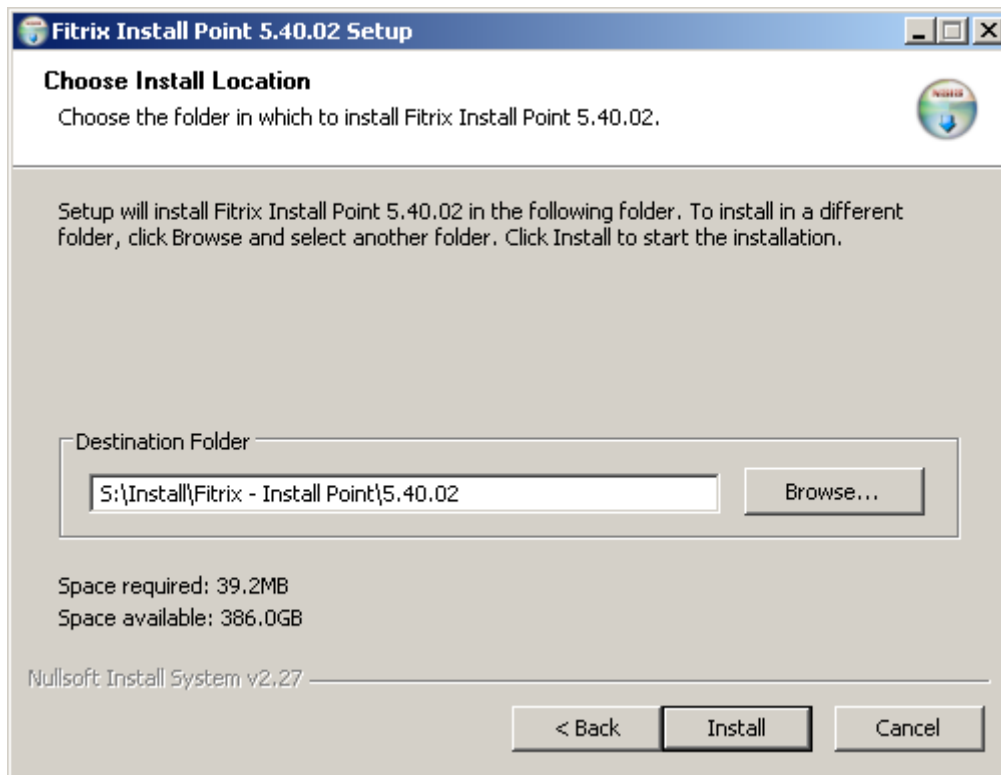 Fitrix Install Point 5.40.02 Setup
Choose Install Location
Choose the folder in which to install Fitrix Install Point 5.40.02.
Setup will install Fitrix Install Point 5.40.02 in the following folder. To install in a different
folder, click Browse and select another folder. Click Install to start the installation.
Destination Folder
S:\Install\Fitrix - Install Point\5.40.02
Browse...
Space required: 39.2MB
Space available: 386.0GB
Nullsoft Install System v2.27
< Back
Install
Cancel